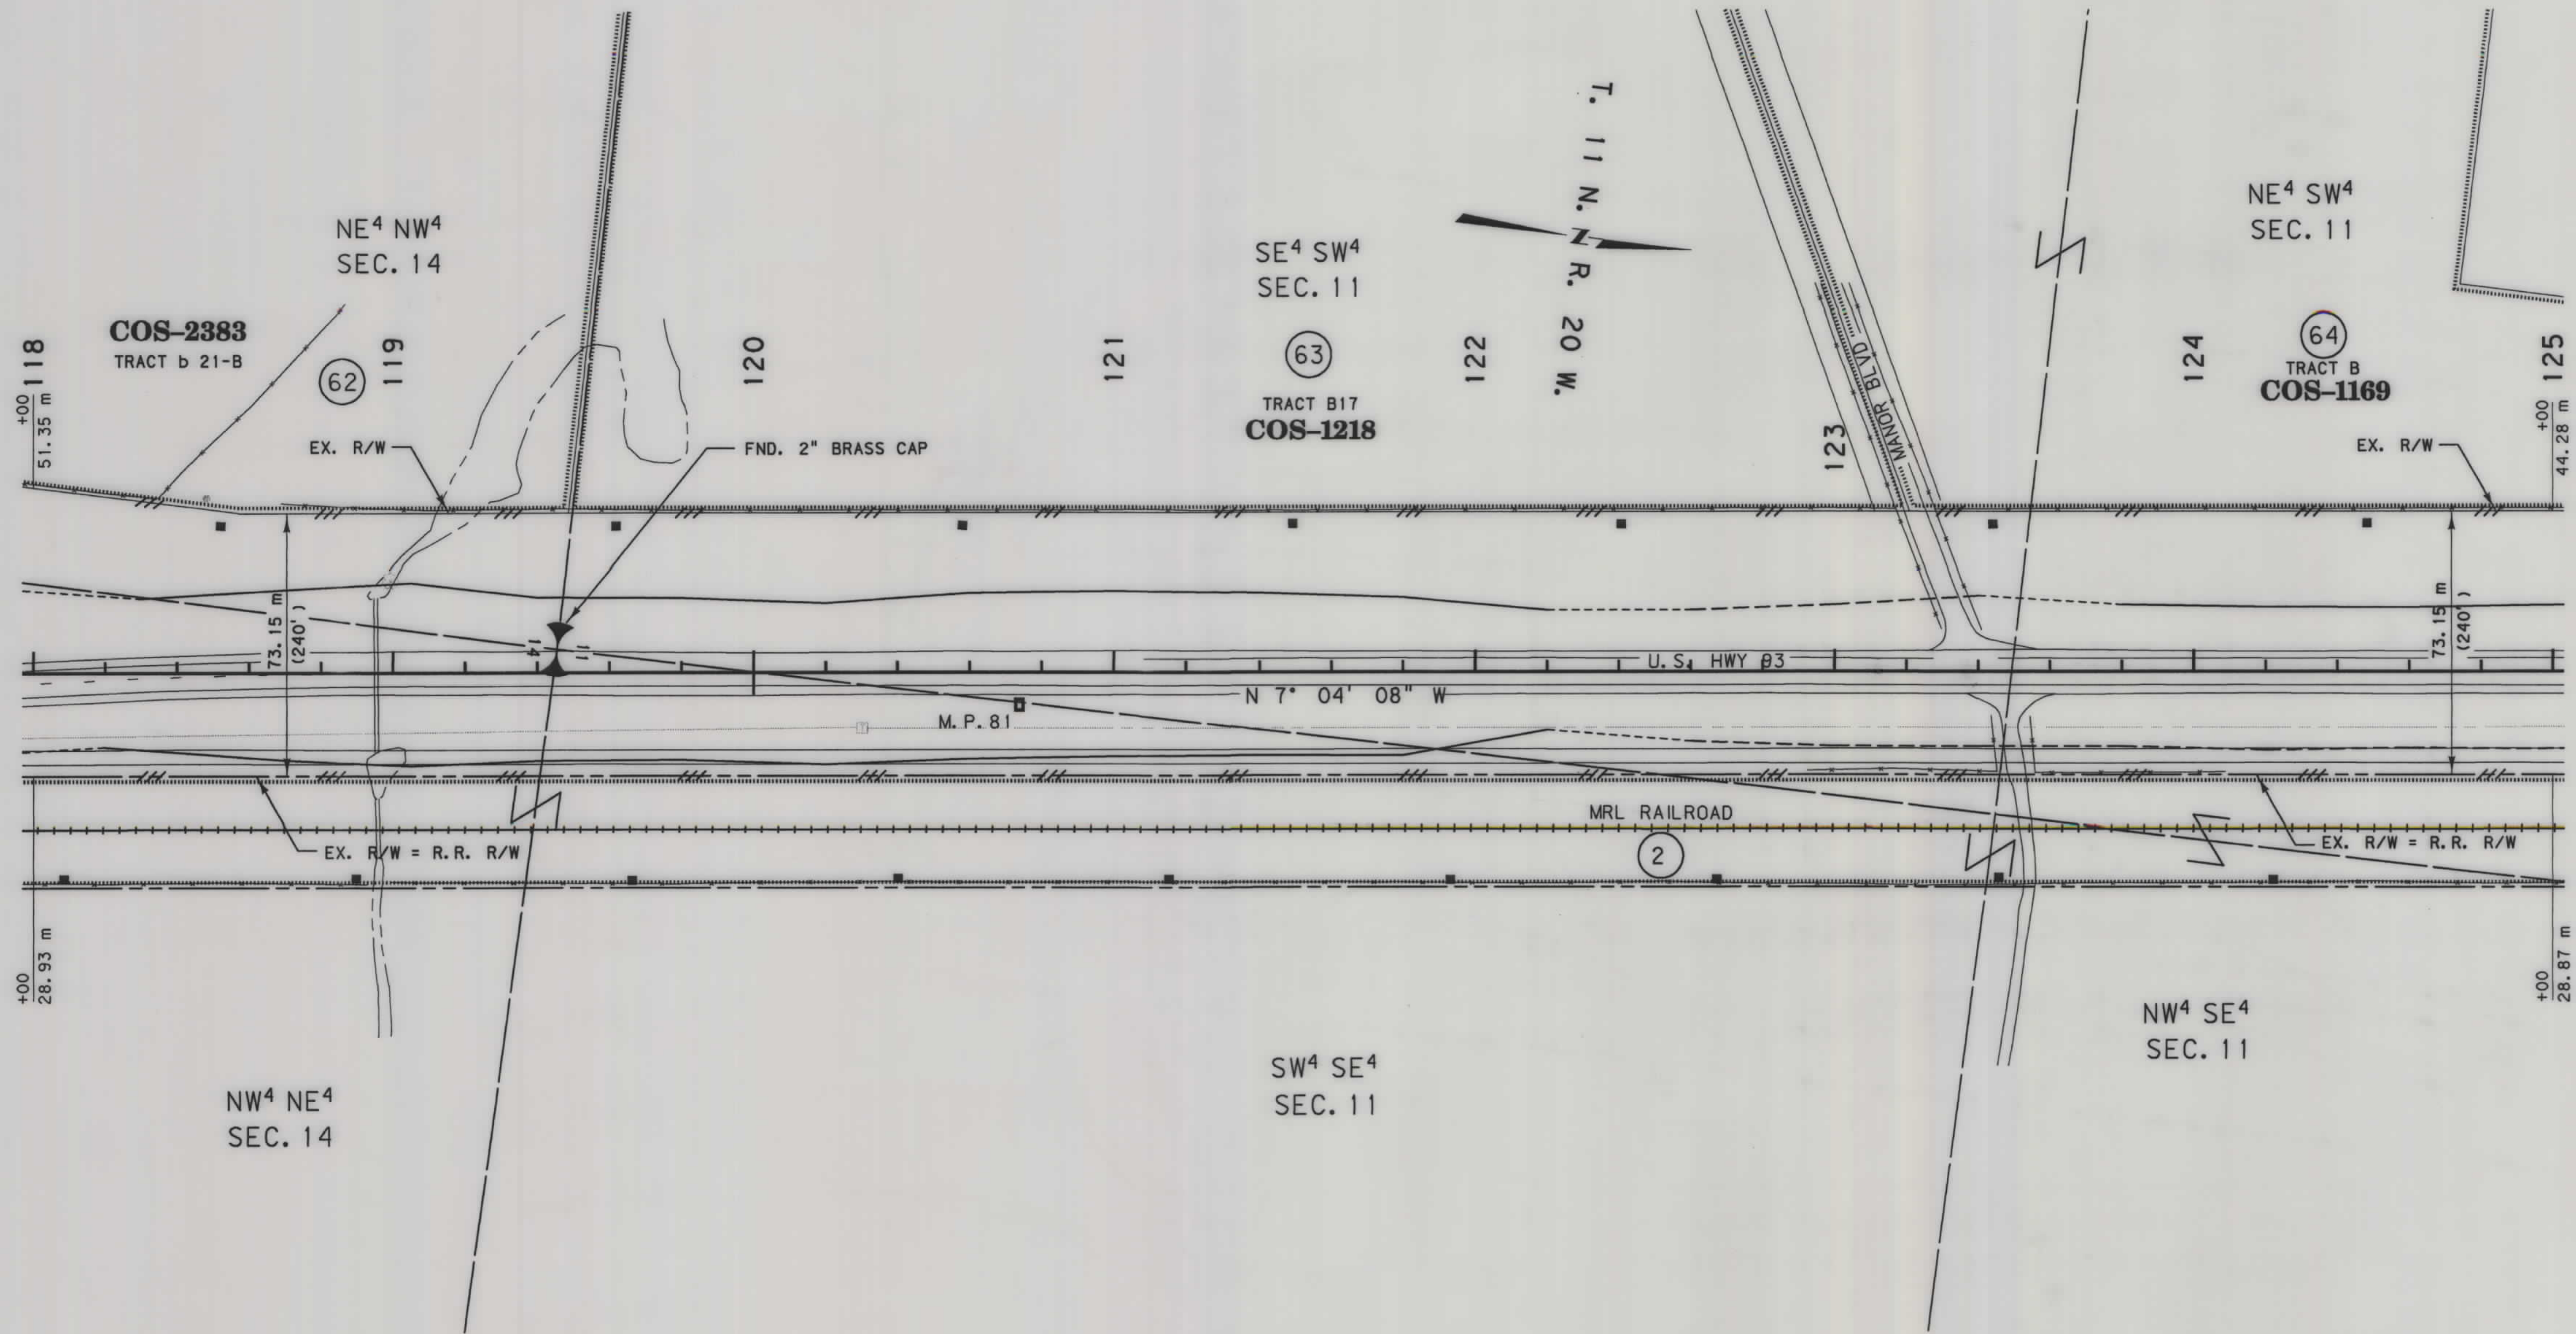 T. 11 N. R. 20 W.
Z
NE⁴ NW⁴
SEC. 14
SE⁴ SW⁴
SEC. 11
NE⁴ SW⁴
SEC. 11
COS-2383
TRACT b 21-B
62
63
TRACT B17
COS-1218
64
TRACT B
COS-1169
118
119
120
121
122
123
124
125
+00
51.35 m
+00
44.28 m
EX. R/W
FND. 2" BRASS CAP
MANOR BLVD
EX. R/W
73.15 m
(240')
73.15 m
(240')
14
11
U.S. HWY 93
N 7° 04' 08" W
M.P. 81
MRL RAILROAD
2
EX. R/W = R.R. R/W
EX. R/W = R.R. R/W
+00
28.93 m
+00
28.87 m
NW⁴ NE⁴
SEC. 14
SW⁴ SE⁴
SEC. 11
NW⁴ SE⁴
SEC. 11